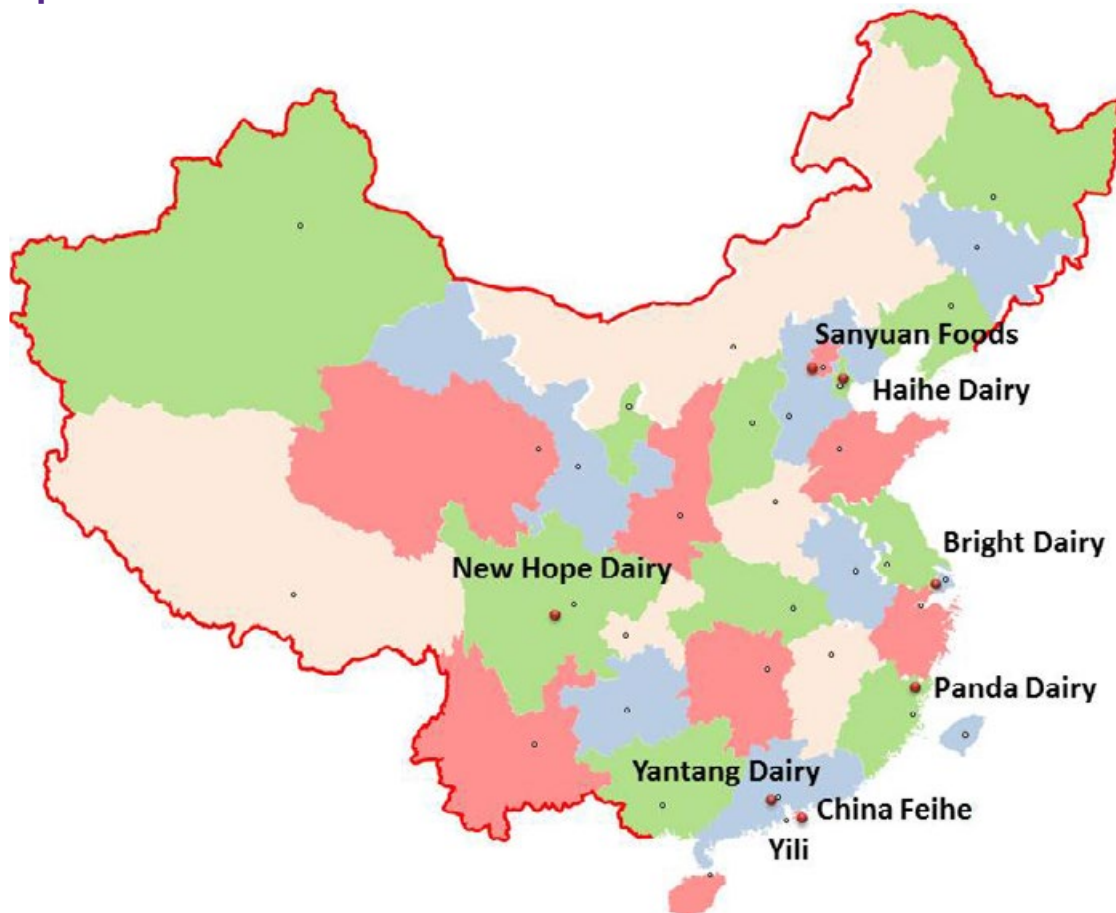 Sanyuan Foods
Haihe Dairy
Bright Dairy
New Hope Dairy
Panda Dairy
Yantang Dairy
China Feihe
Yili